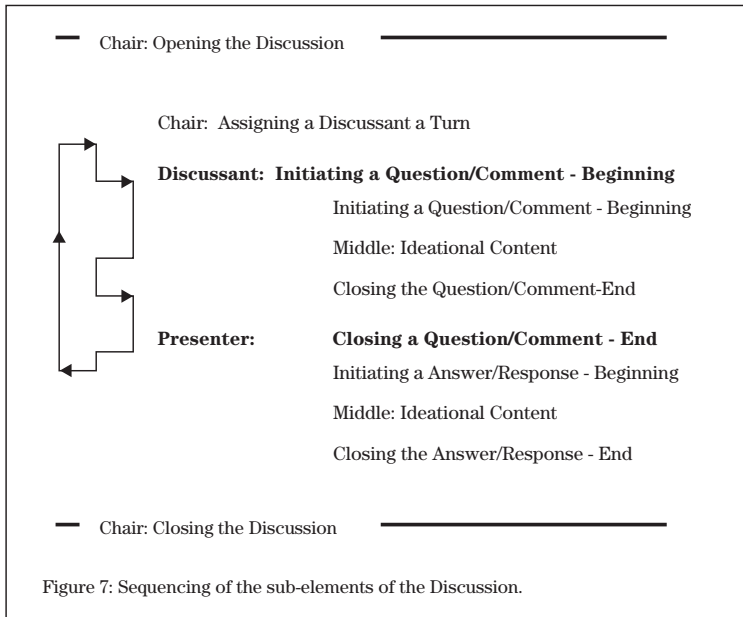 Chair: Opening the Discussion
Chair: Assigning a Discussant a Turn
Discussant: Initiating a Question/Comment - Beginning
Initiating a Question/Comment - Beginning
Middle: Ideational Content
Closing the Question/Comment-End
Presenter: Closing a Question/Comment - End
Initiating a Answer/Response - Beginning
Middle: Ideational Content
Closing the Answer/Response - End
Chair: Closing the Discussion
Figure 7: Sequencing of the sub-elements of the Discussion.